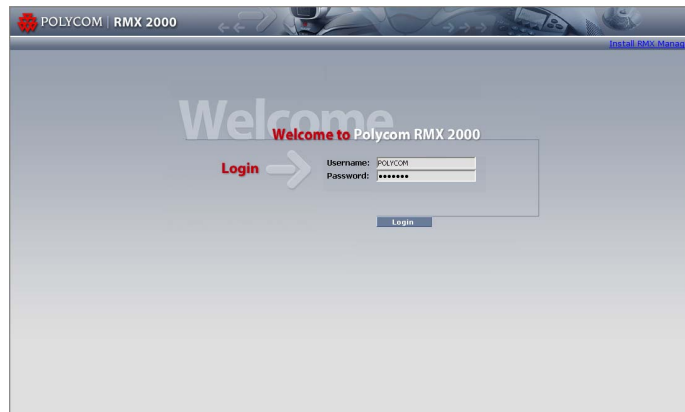 POLYCOM | RMX 2000
Install RMX Manag
Welcome
Welcome to Polycom RMX 2000
Login
Username: POLYCOM
Password: •••••••
Login